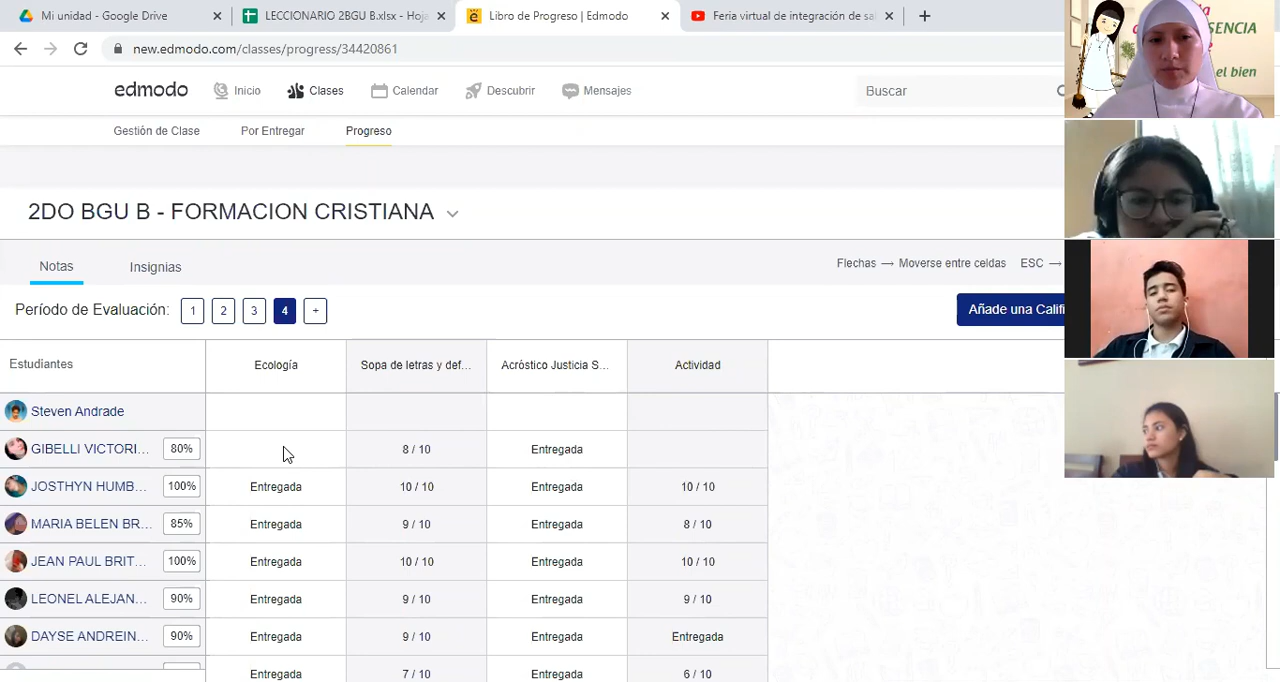 Mi unidad - Google Drive
LECCIONARIO 2BGU B.xlsx - Hoja
Libro de Progreso | Edmodo
Feria virtual de integración de sal
new.edmodo.com/classes/progress/34420861
edmodo Inicio Clases Calendar Descubrir Mensajes Buscar
Gestión de Clase Por Entregar Progreso
2DO BGU B - FORMACION CRISTIANA
Notas Insignias Flechas → Moverse entre celdas ESC →
Período de Evaluación: 1 2 3 4 + Añade una Califi
Estudiantes Ecología Sopa de letras y def... Acróstico Justicia S... Actividad
Steven Andrade
GIBELLI VICTORI... 80% 8 / 10 Entregada
JOSTHYN HUMB... 100% Entregada 10 / 10 Entregada 10 / 10
MARIA BELEN BR... 85% Entregada 9 / 10 Entregada 8 / 10
JEAN PAUL BRIT... 100% Entregada 10 / 10 Entregada 10 / 10
LEONEL ALEJAN... 90% Entregada 9 / 10 Entregada 9 / 10
DAYSE ANDREIN... 90% Entregada 9 / 10 Entregada Entregada
Entregada 7 / 10 Entregada 6 / 10
SENCIA
el bien